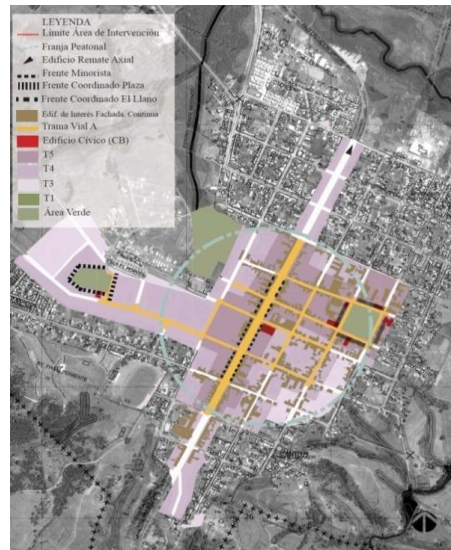 LEYENDA
Límite Área de Intervención
Franja Peatonal
Edificio Remate Axial
Frente Minorista
Frente Coordinado Plaza
Frente Coordinado El Llano
Edif. de Interés Fachada. Continua
Trama Vial A
Edificio Cívico (CB)
T5
T4
T3
T1
Área Verde